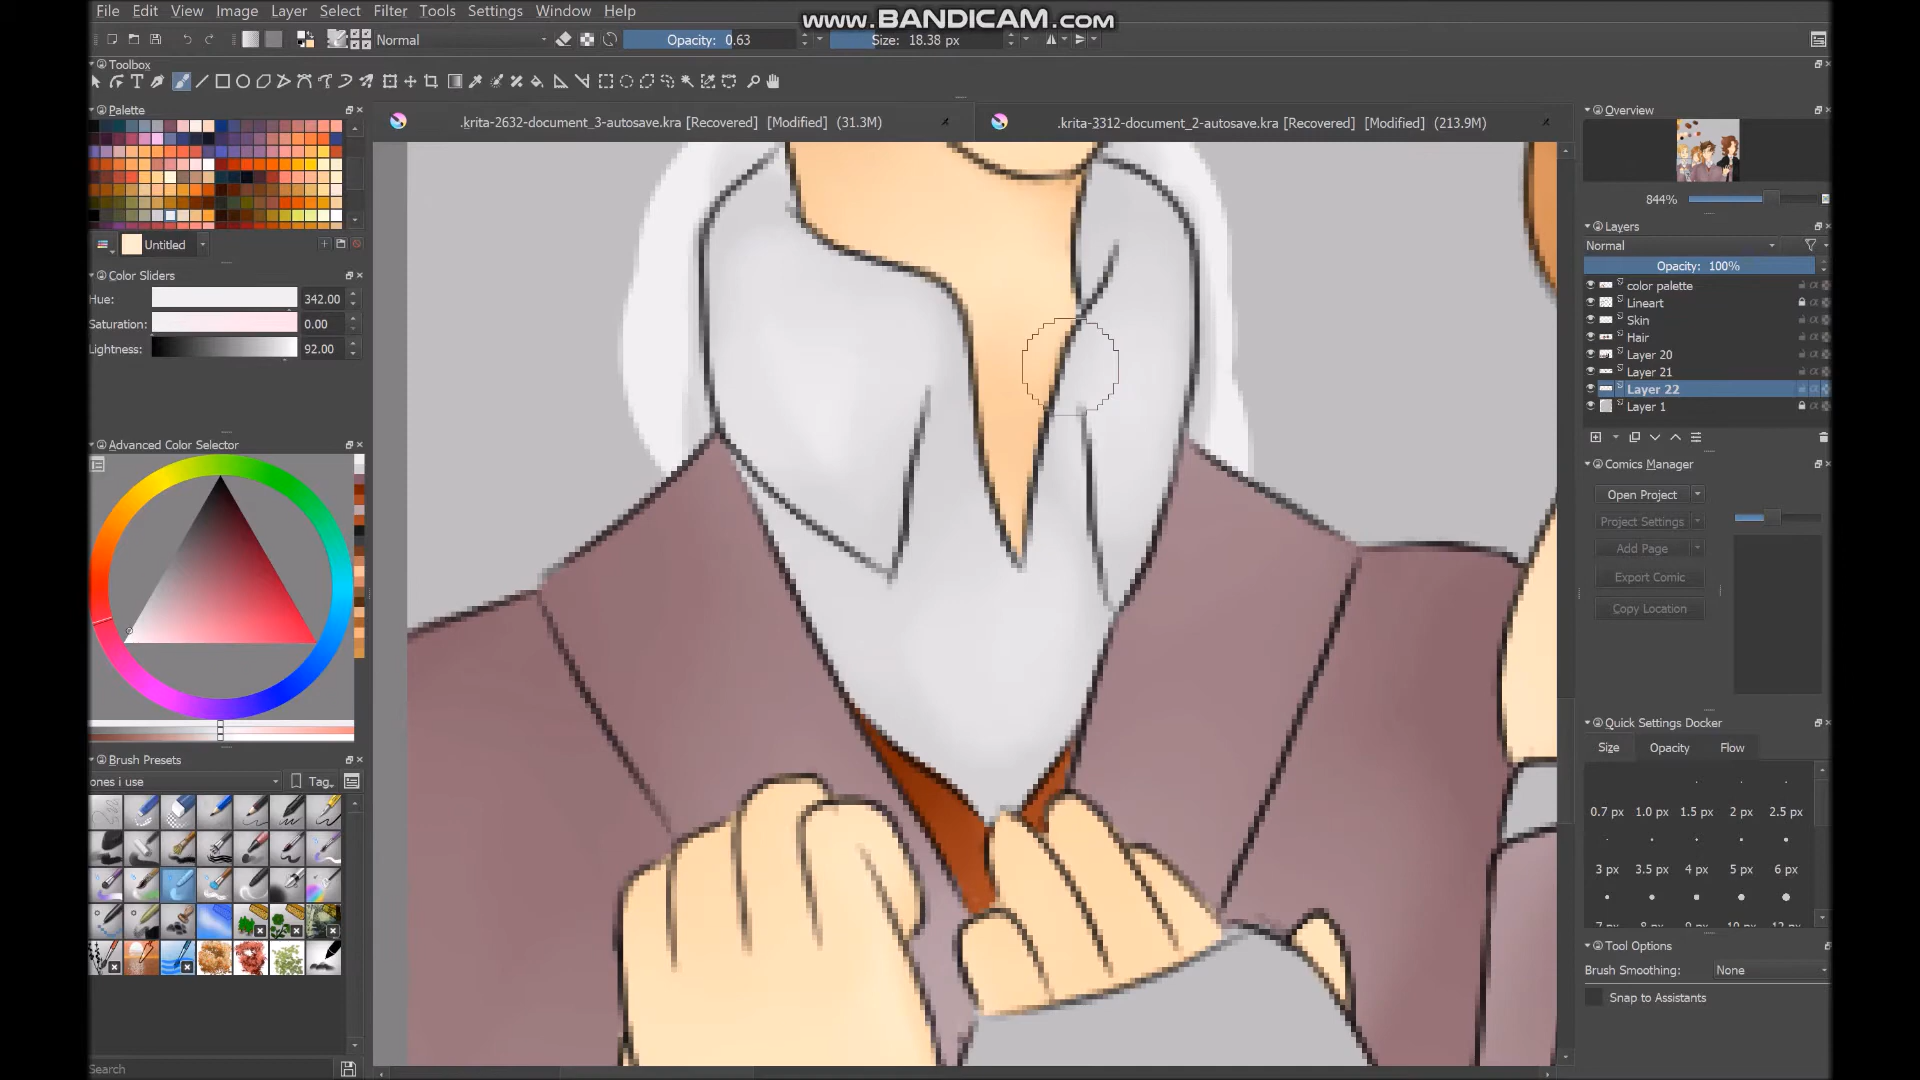 www.BANDICAM.com
File Edit View Image Layer Select Filter Tools Settings Window Help
Normal Opacity: 0.63 Size: 18.38 px
Toolbox
Palette
.krita-2632-document_3-autosave.kra [Recovered] [Modified] (31.3M)
.krita-3312-document_2-autosave.kra [Recovered] [Modified] (213.9M)
Untitled
Color Sliders
Hue: 342.00
Saturation: 0.00
Lightness: 92.00
Advanced Color Selector
Brush Presets
ones i use Tag
Search
Overview
844%
Layers
Normal
Opacity: 100%
color palette
Lineart
Skin
Hair
Layer 20
Layer 21
Layer 22
Layer 1
Comics Manager
Open Project
Project Settings
Add Page
Export Comic
Copy Location
Quick Settings Docker
Size Opacity Flow
0.7 px 1.0 px 1.5 px 2 px 2.5 px
3 px 3.5 px 4 px 5 px 6 px
Tool Options
Brush Smoothing: None
Snap to Assistants